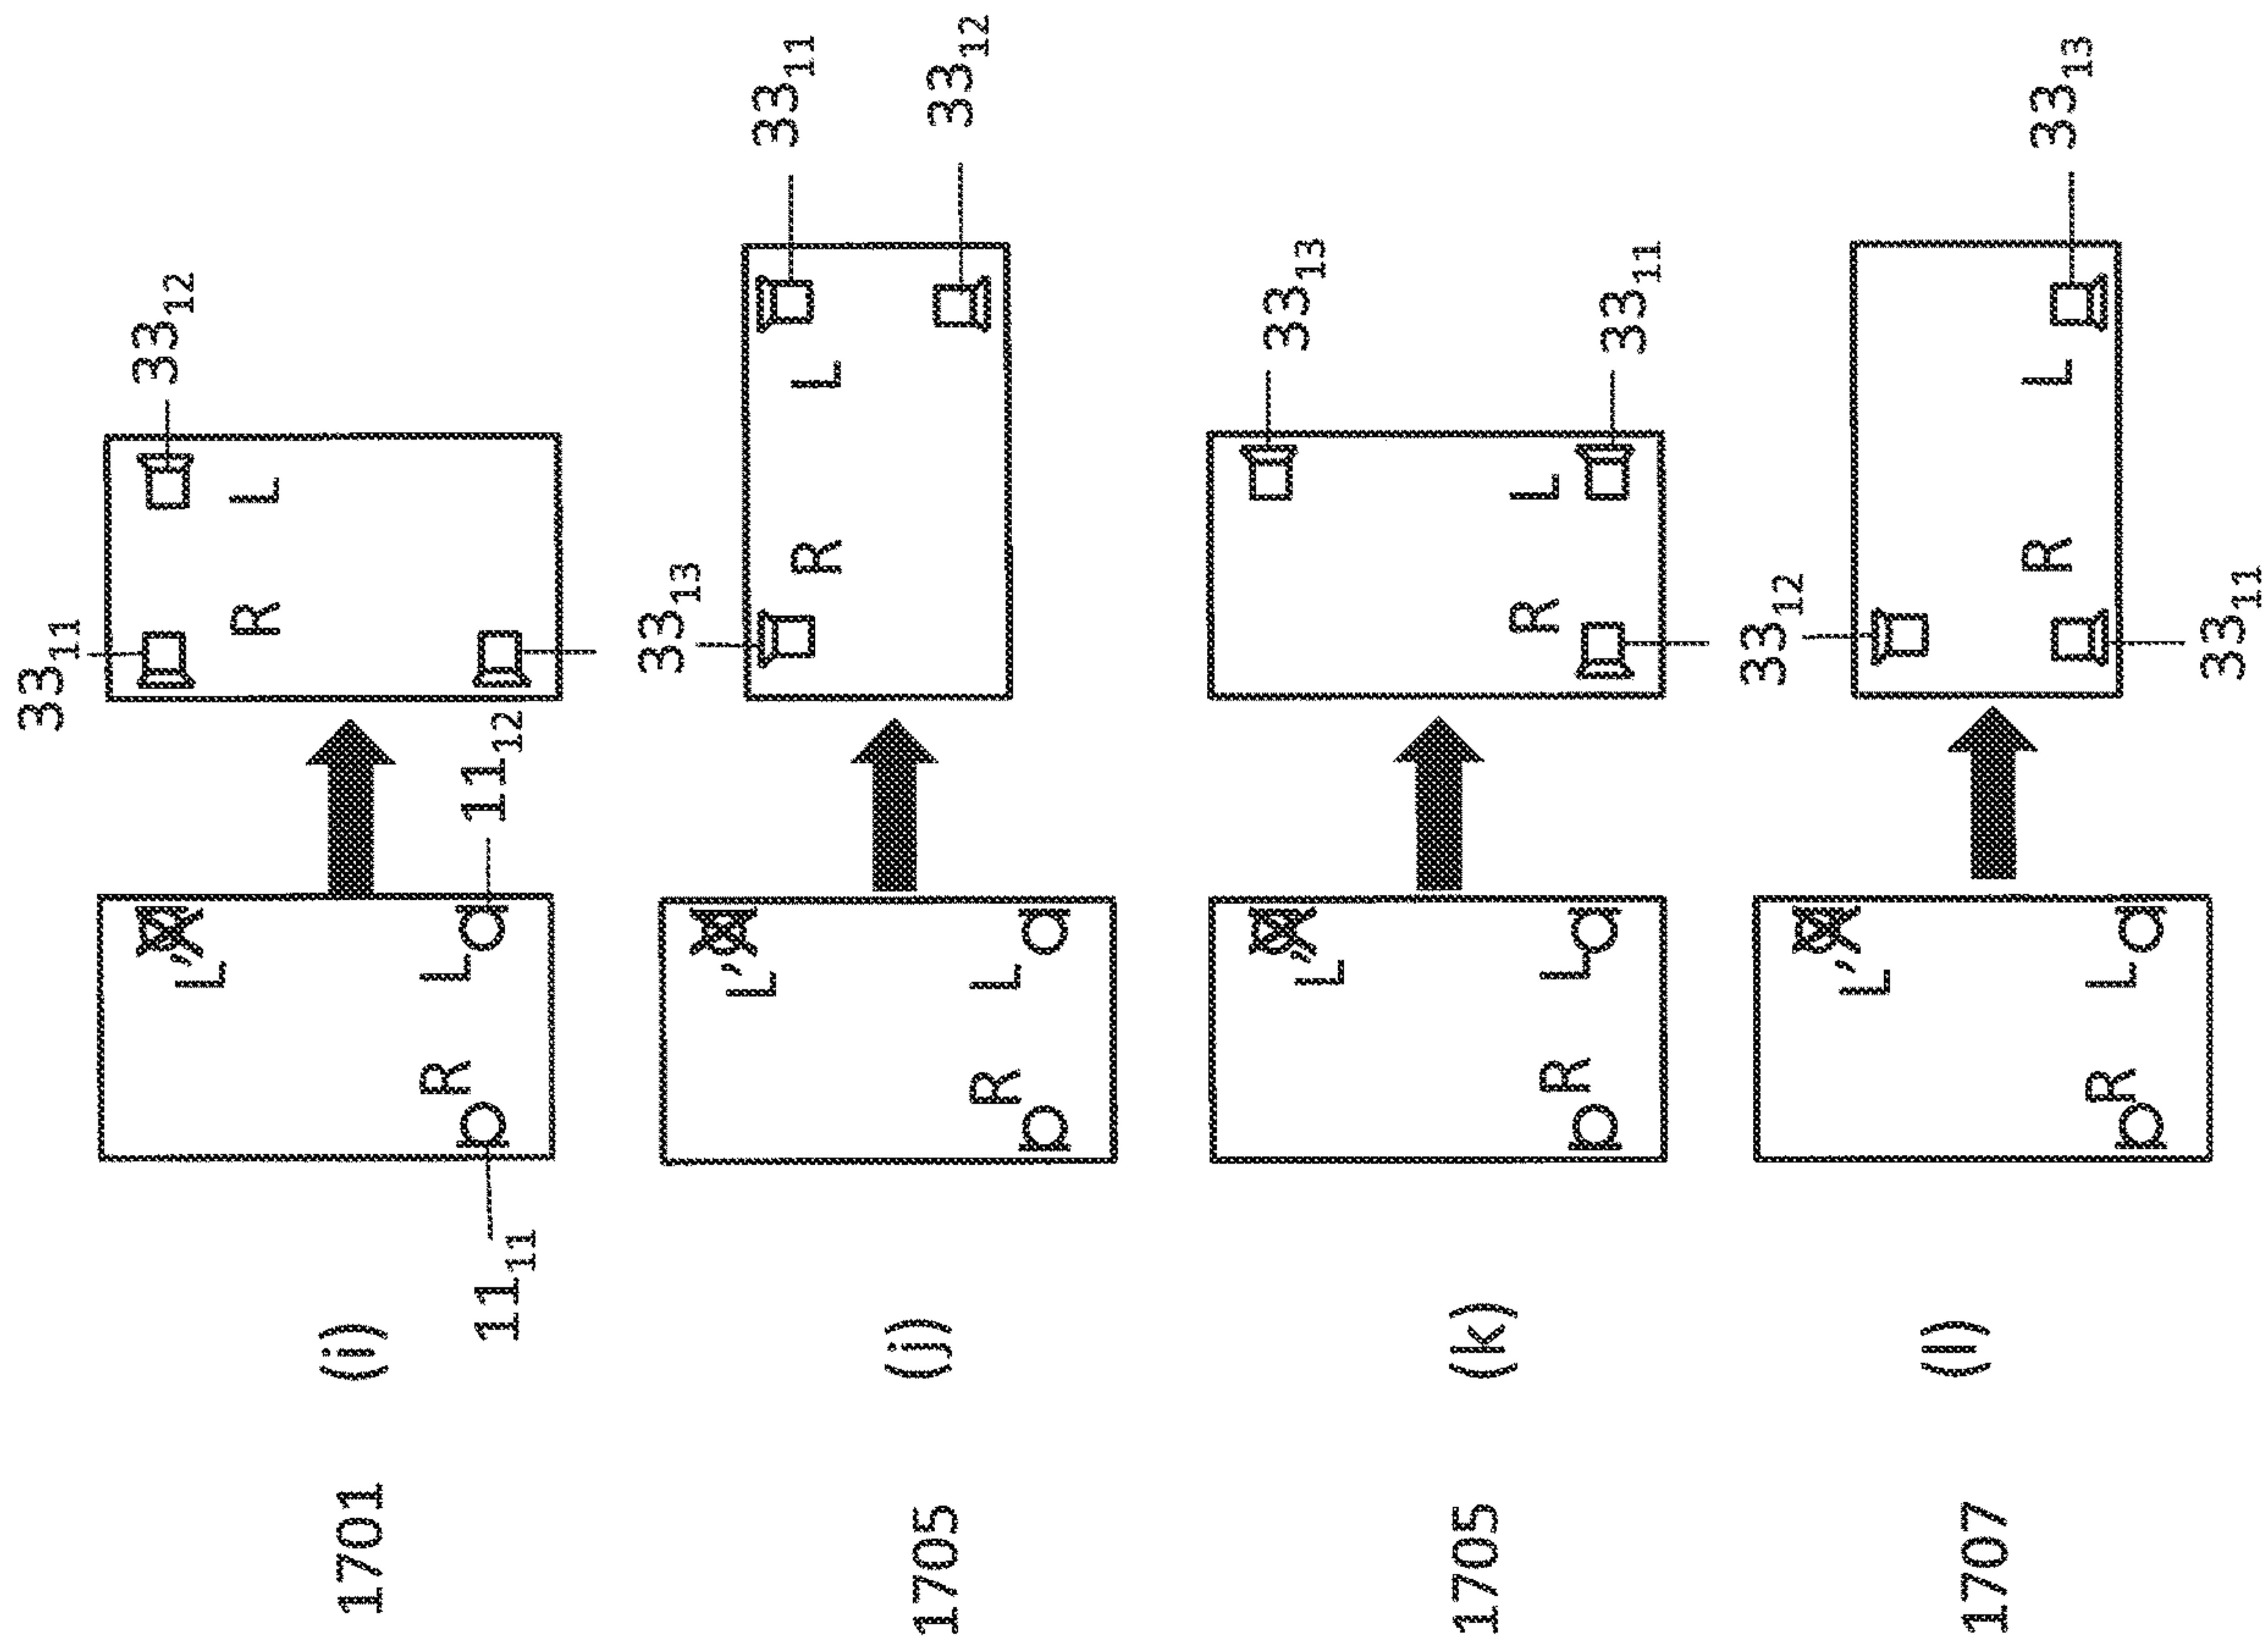 33₁₁
33₁₂
L'
R L
1701 (i)
R L
11₁₁ 11₁₂
33₁₃
L'
33₁₁
R L
1705 (j)
33₁₂
R L
33₁₃
L'
1705 (k)
R L
R L
33₁₁
33₁₂
L'
1707 (l)
R L
33₁₃
R L
33₁₁